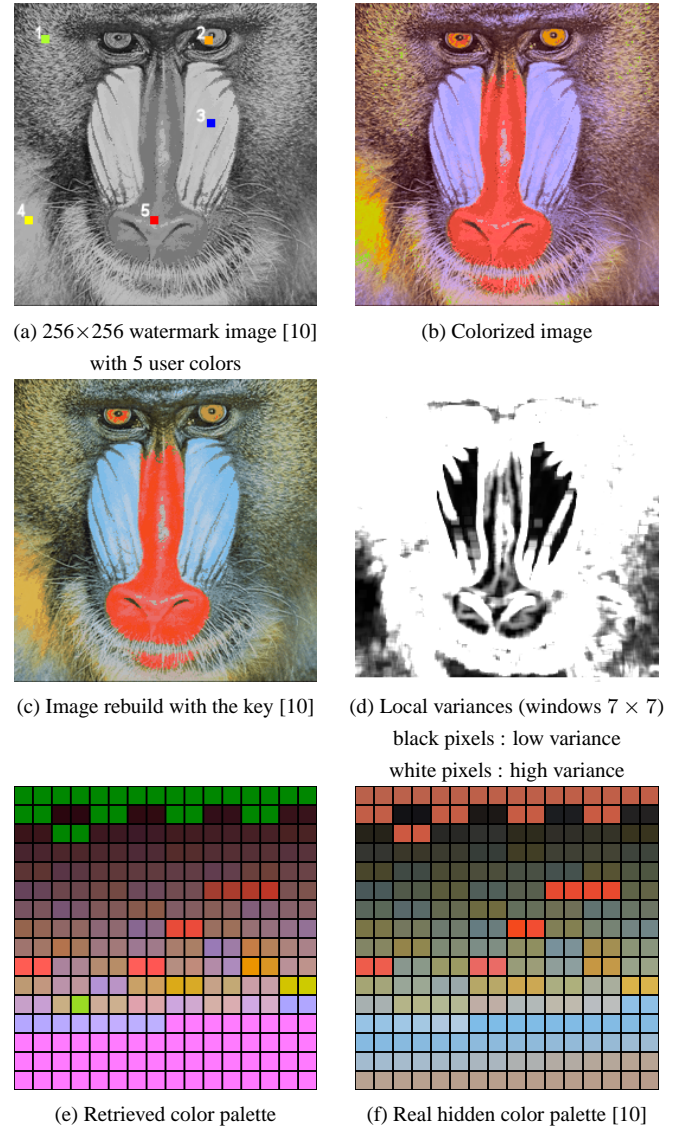 1
2
3
4
5
(a) 256×256 watermark image [10]
with 5 user colors
(b) Colorized image
(c) Image rebuild with the key [10]
(d) Local variances (windows 7 × 7)
black pixels : low variance
white pixels : high variance
(e) Retrieved color palette
(f) Real hidden color palette [10]